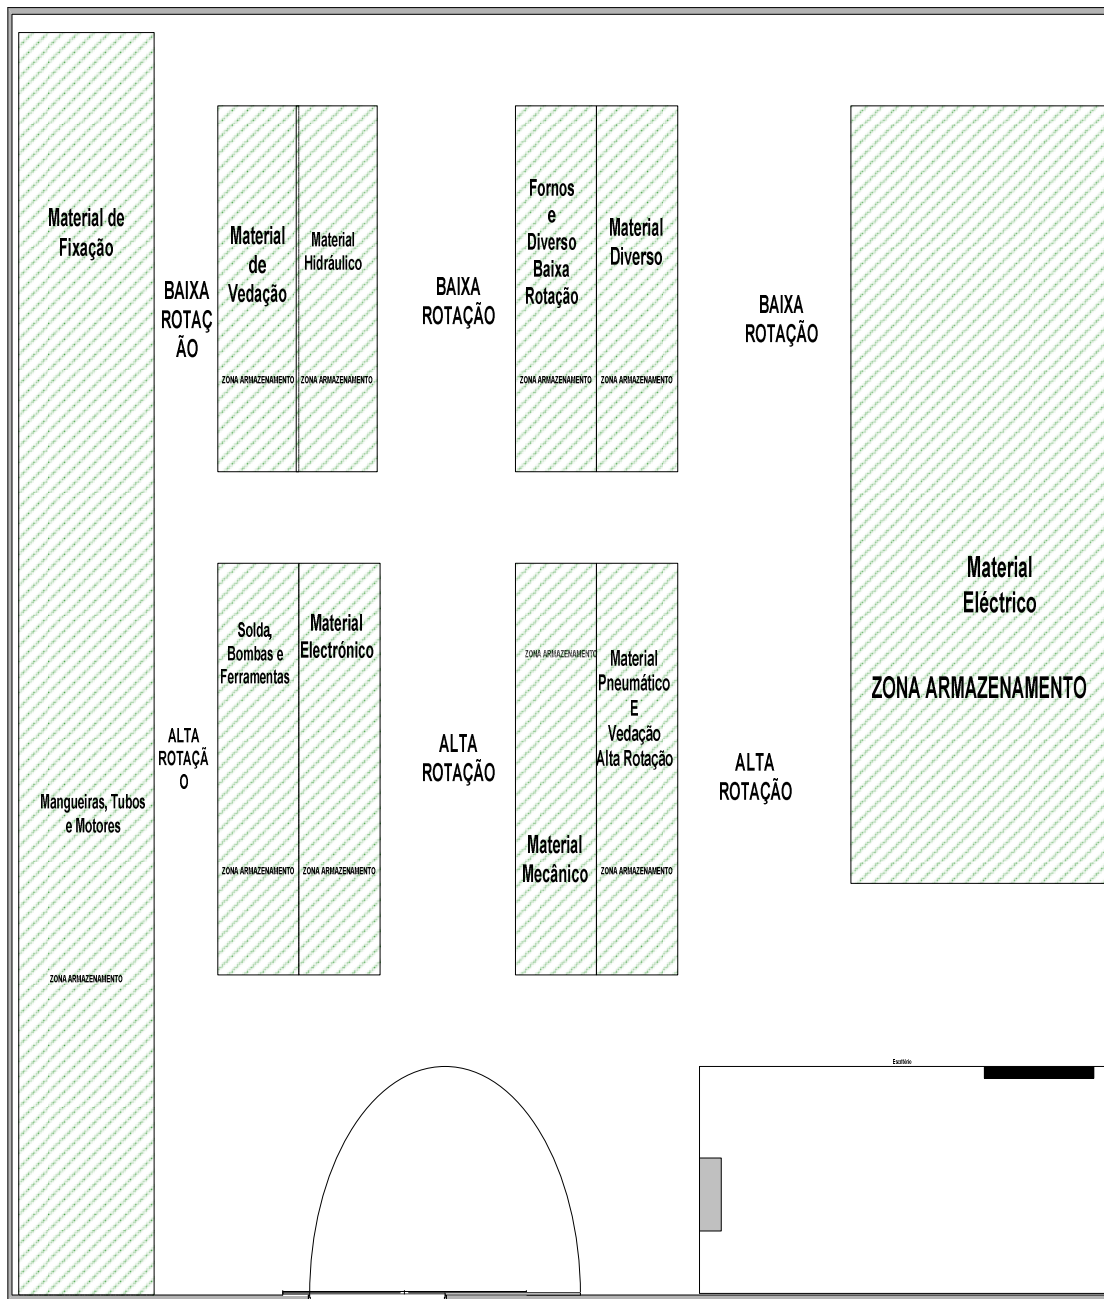 Material de
Fixação
BAIXA
ROTAÇ
ÃO
Material
de
Vedação
ZONA ARMAZENAMENTO
Material
Hidráulico
ZONA ARMAZENAMENTO
BAIXA
ROTAÇÃO
Fornos
e
Diverso
Baixa
Rotação
ZONA ARMAZENAMENTO
Material
Diverso
ZONA ARMAZENAMENTO
BAIXA
ROTAÇÃO
Material
Eléctrico
ZONA ARMAZENAMENTO
Mangueiras, Tubos
e Motores
ZONA ARMAZENAMENTO
ALTA
ROTAÇÃ
O
Solda,
Bombas e
Ferramentas
ZONA ARMAZENAMENTO
Material
Electrónico
ZONA ARMAZENAMENTO
ALTA
ROTAÇÃO
ZONA ARMAZENAMENTO
Material
Mecânico
Material
Pneumático
E
Vedação
Alta Rotação
ZONA ARMAZENAMENTO
ALTA
ROTAÇÃO
Escritório